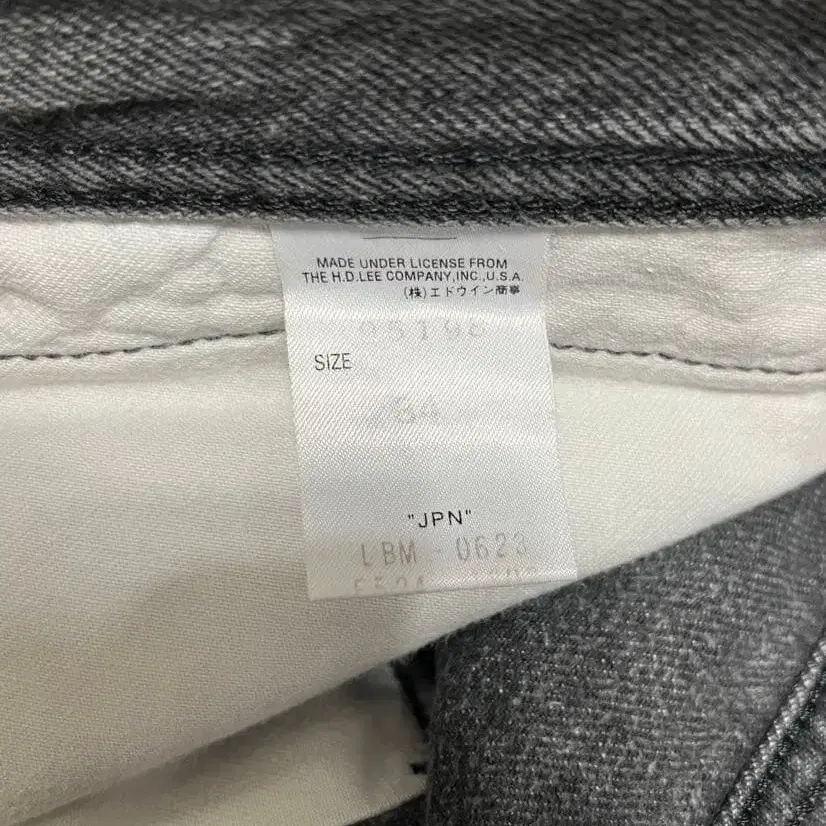 MADE UNDER LICENSE FROM
THE H.D.LEE COMPANY,INC.,U.S.A.
(株)エドウイン商事
SIZE
"JPN"
LBM - 0623